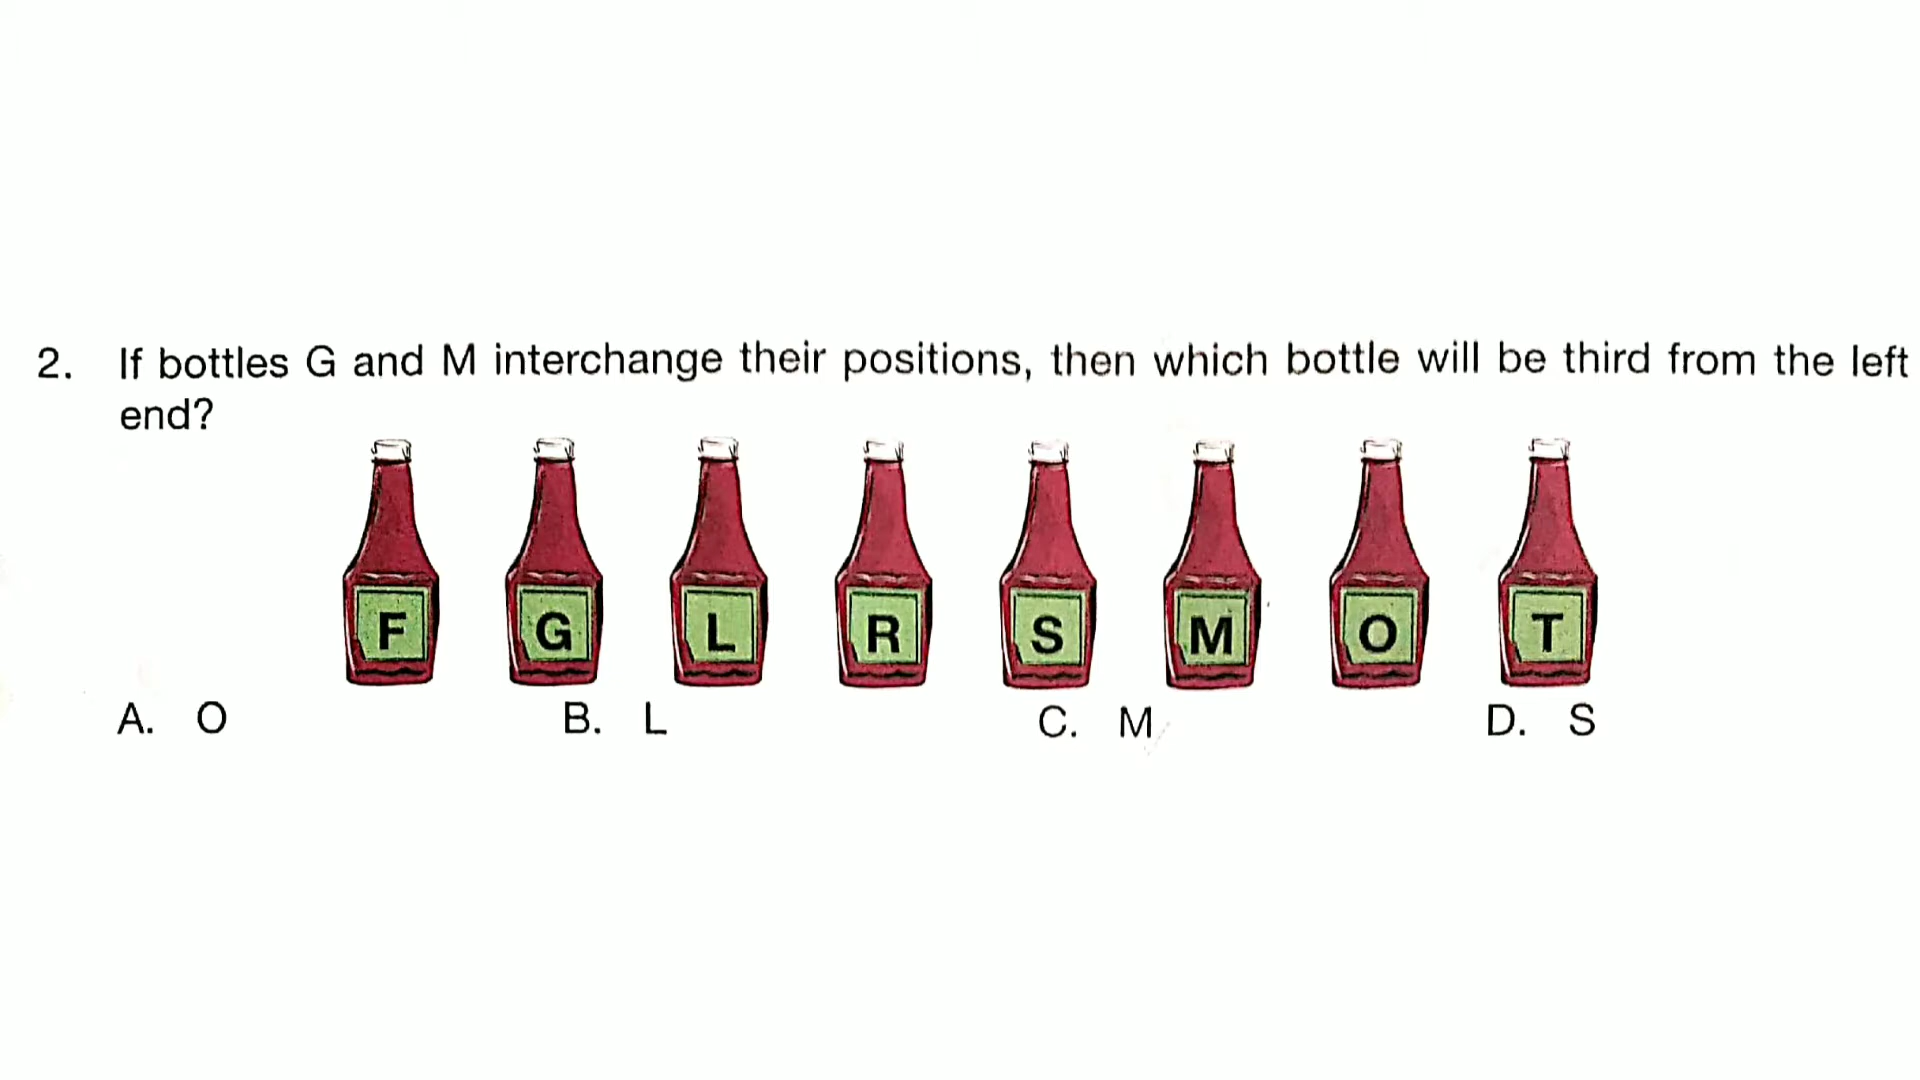 2. If bottles G and M interchange their positions, then which bottle will be third from the left
end?
F G L R S M O T
A. O B. L C. M D. S